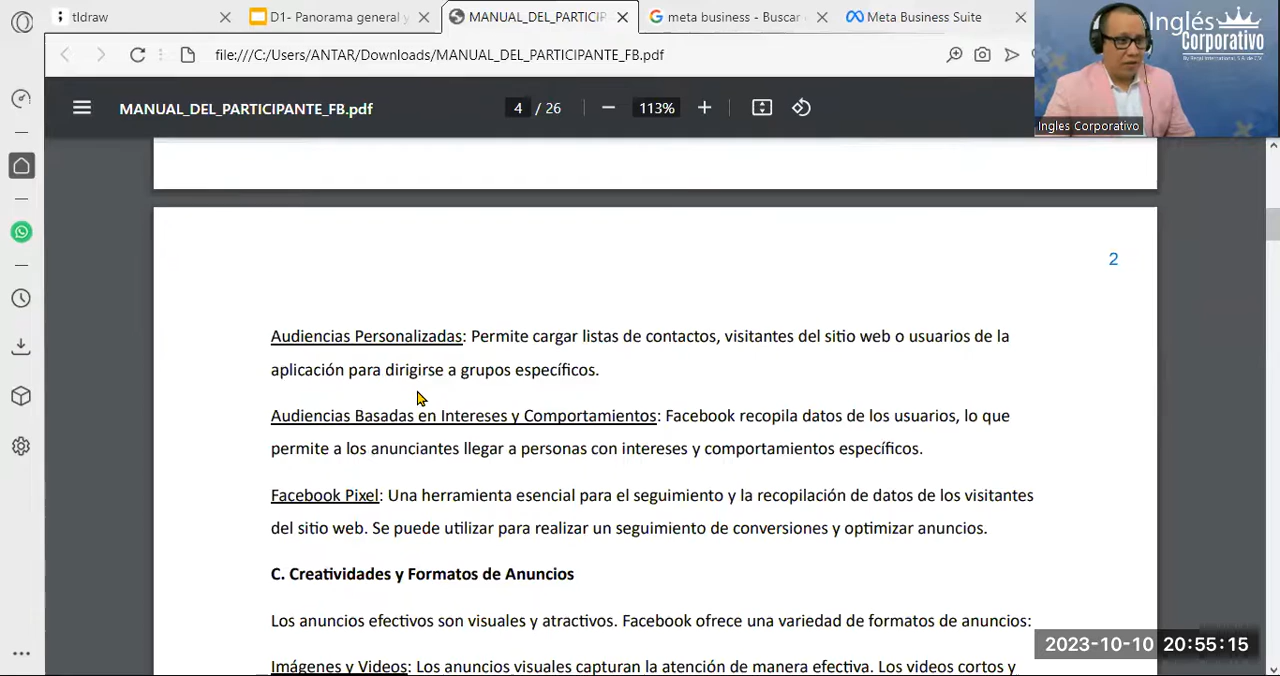 tldraw
D1- Panorama general y
MANUAL_DEL_PARTICIP
meta business - Buscar
Meta Business Suite
file:///C:/Users/ANTAR/Downloads/MANUAL_DEL_PARTICIPANTE_FB.pdf
MANUAL_DEL_PARTICIPANTE_FB.pdf
4 / 26
113%
Inglés
Corporativo
Ingles Corporativo
2
Audiencias Personalizadas: Permite cargar listas de contactos, visitantes del sitio web o usuarios de la
aplicación para dirigirse a grupos específicos.
Audiencias Basadas en Intereses y Comportamientos: Facebook recopila datos de los usuarios, lo que
permite a los anunciantes llegar a personas con intereses y comportamientos específicos.
Facebook Pixel: Una herramienta esencial para el seguimiento y la recopilación de datos de los visitantes
del sitio web. Se puede utilizar para realizar un seguimiento de conversiones y optimizar anuncios.
C. Creatividades y Formatos de Anuncios
Los anuncios efectivos son visuales y atractivos. Facebook ofrece una variedad de formatos de anuncios:
Imágenes y Videos: Los anuncios visuales capturan la atención de manera efectiva. Los videos cortos y
2023-10-10 20:55:15